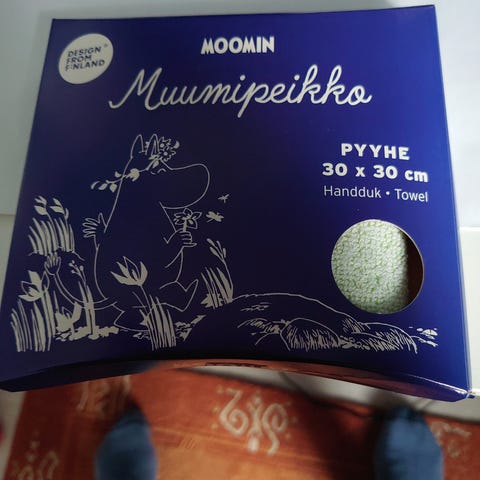 DESIGN
FROM
FINLAND
MOOMIN
Muumipeikko
PYYHE
30 x 30 cm
Handduk • Towel